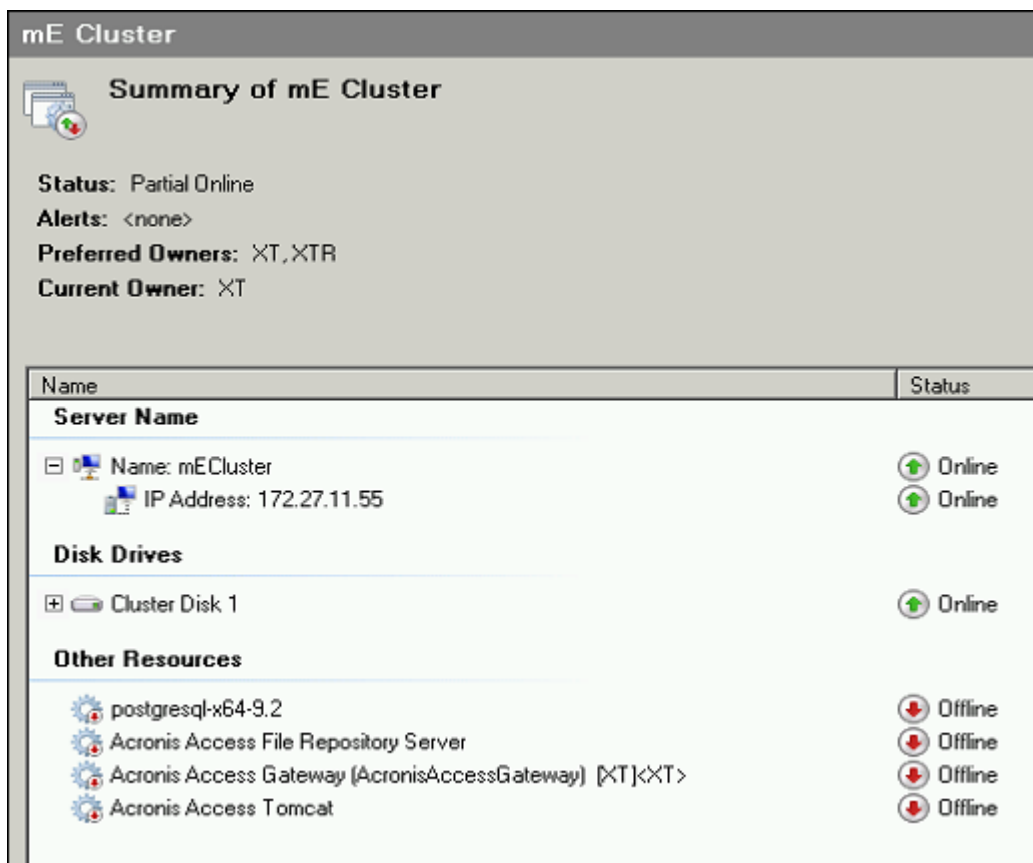 mE Cluster
Summary of mE Cluster
Status: Partial Online
Alerts: <none>
Preferred Owners: XT, XTR
Current Owner: XT
Name Status
Server Name
Name: mECluster Online
IP Address: 172.27.11.55 Online
Disk Drives
Cluster Disk 1 Online
Other Resources
postgresql-x64-9.2 Offline
Acronis Access File Repository Server Offline
Acronis Access Gateway (AcronisAccessGateway) [XT]<XT> Offline
Acronis Access Tomcat Offline